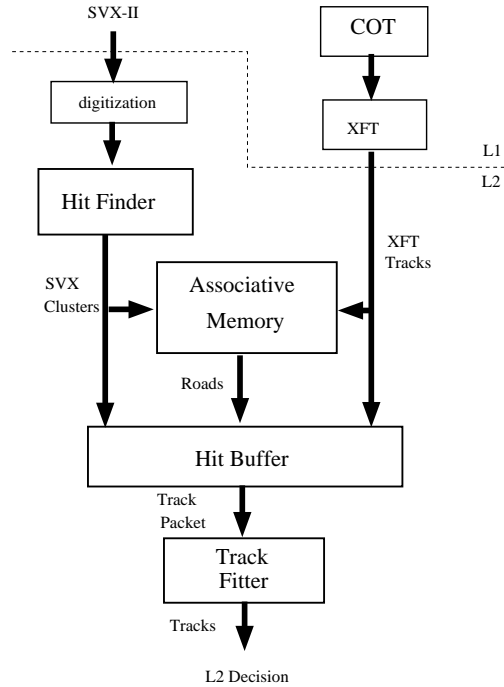 SVX-II
COT
digitization
XFT
L1
L2
Hit Finder
XFT
Tracks
SVX
Clusters
Associative
Memory
Roads
Hit Buffer
Track
Packet
Track
Fitter
Tracks
L2 Decision